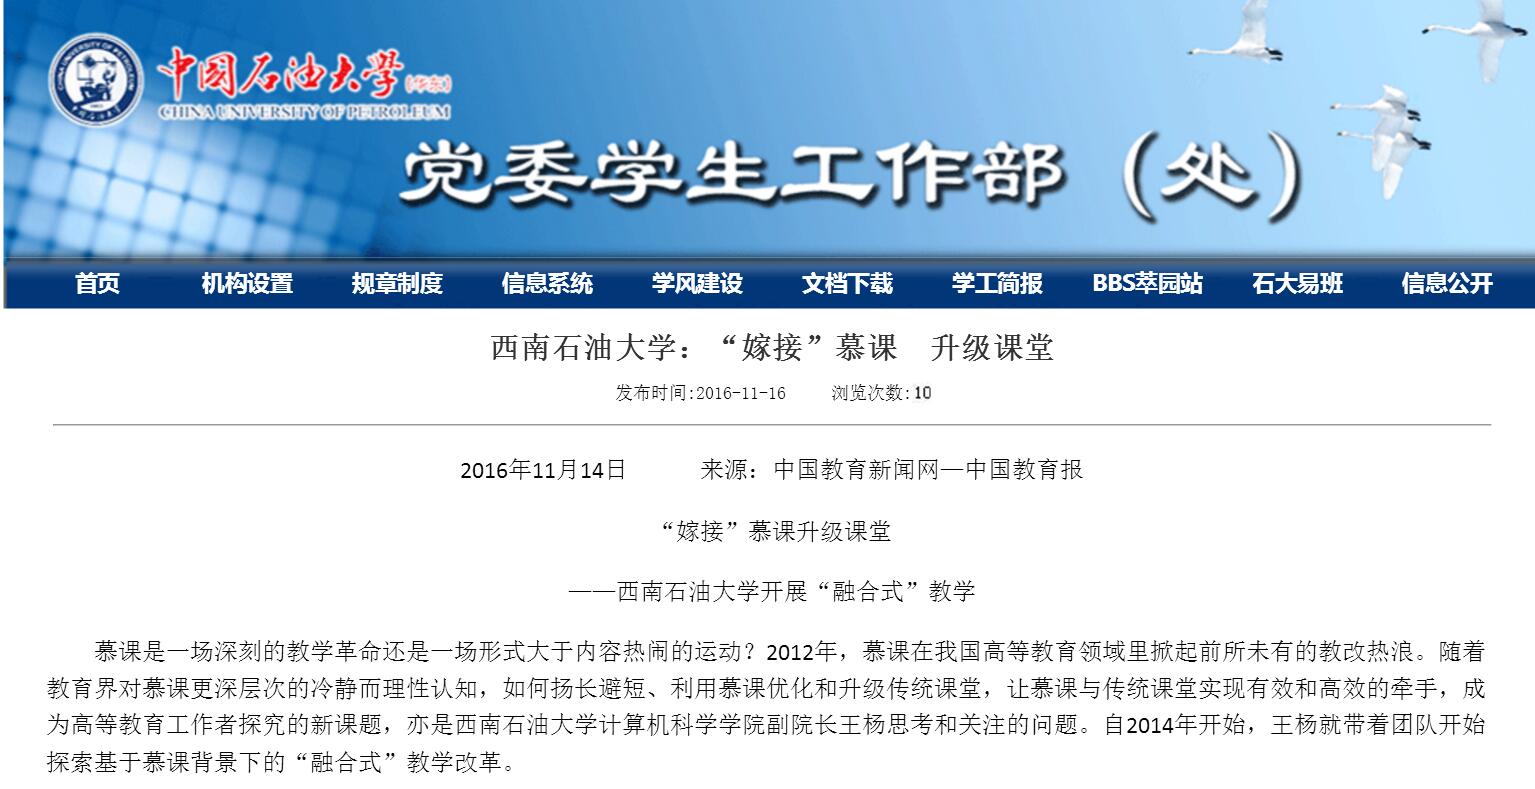 中国石油大学(华东)
CHINA UNIVERSITY OF PETROLEUM
党委学生工作部（处）
首页 机构设置 规章制度 信息系统 学风建设 文档下载 学工简报 BBS萃园站 石大易班 信息公开
西南石油大学：“嫁接”慕课　升级课堂
发布时间:2016-11-16 浏览次数:10
2016年11月14日 来源：中国教育新闻网—中国教育报
“嫁接”慕课升级课堂
——西南石油大学开展“融合式”教学
慕课是一场深刻的教学革命还是一场形式大于内容热闹的运动？2012年，慕课在我国高等教育领域里掀起前所未有的教改热浪。随着
教育界对慕课更深层次的冷静而理性认知，如何扬长避短、利用慕课优化和升级传统课堂，让慕课与传统课堂实现有效和高效的牵手，成
为高等教育工作者探究的新课题，亦是西南石油大学计算机科学学院副院长王杨思考和关注的问题。自2014年开始，王杨就带着团队开始
探索基于慕课背景下的“融合式”教学改革。